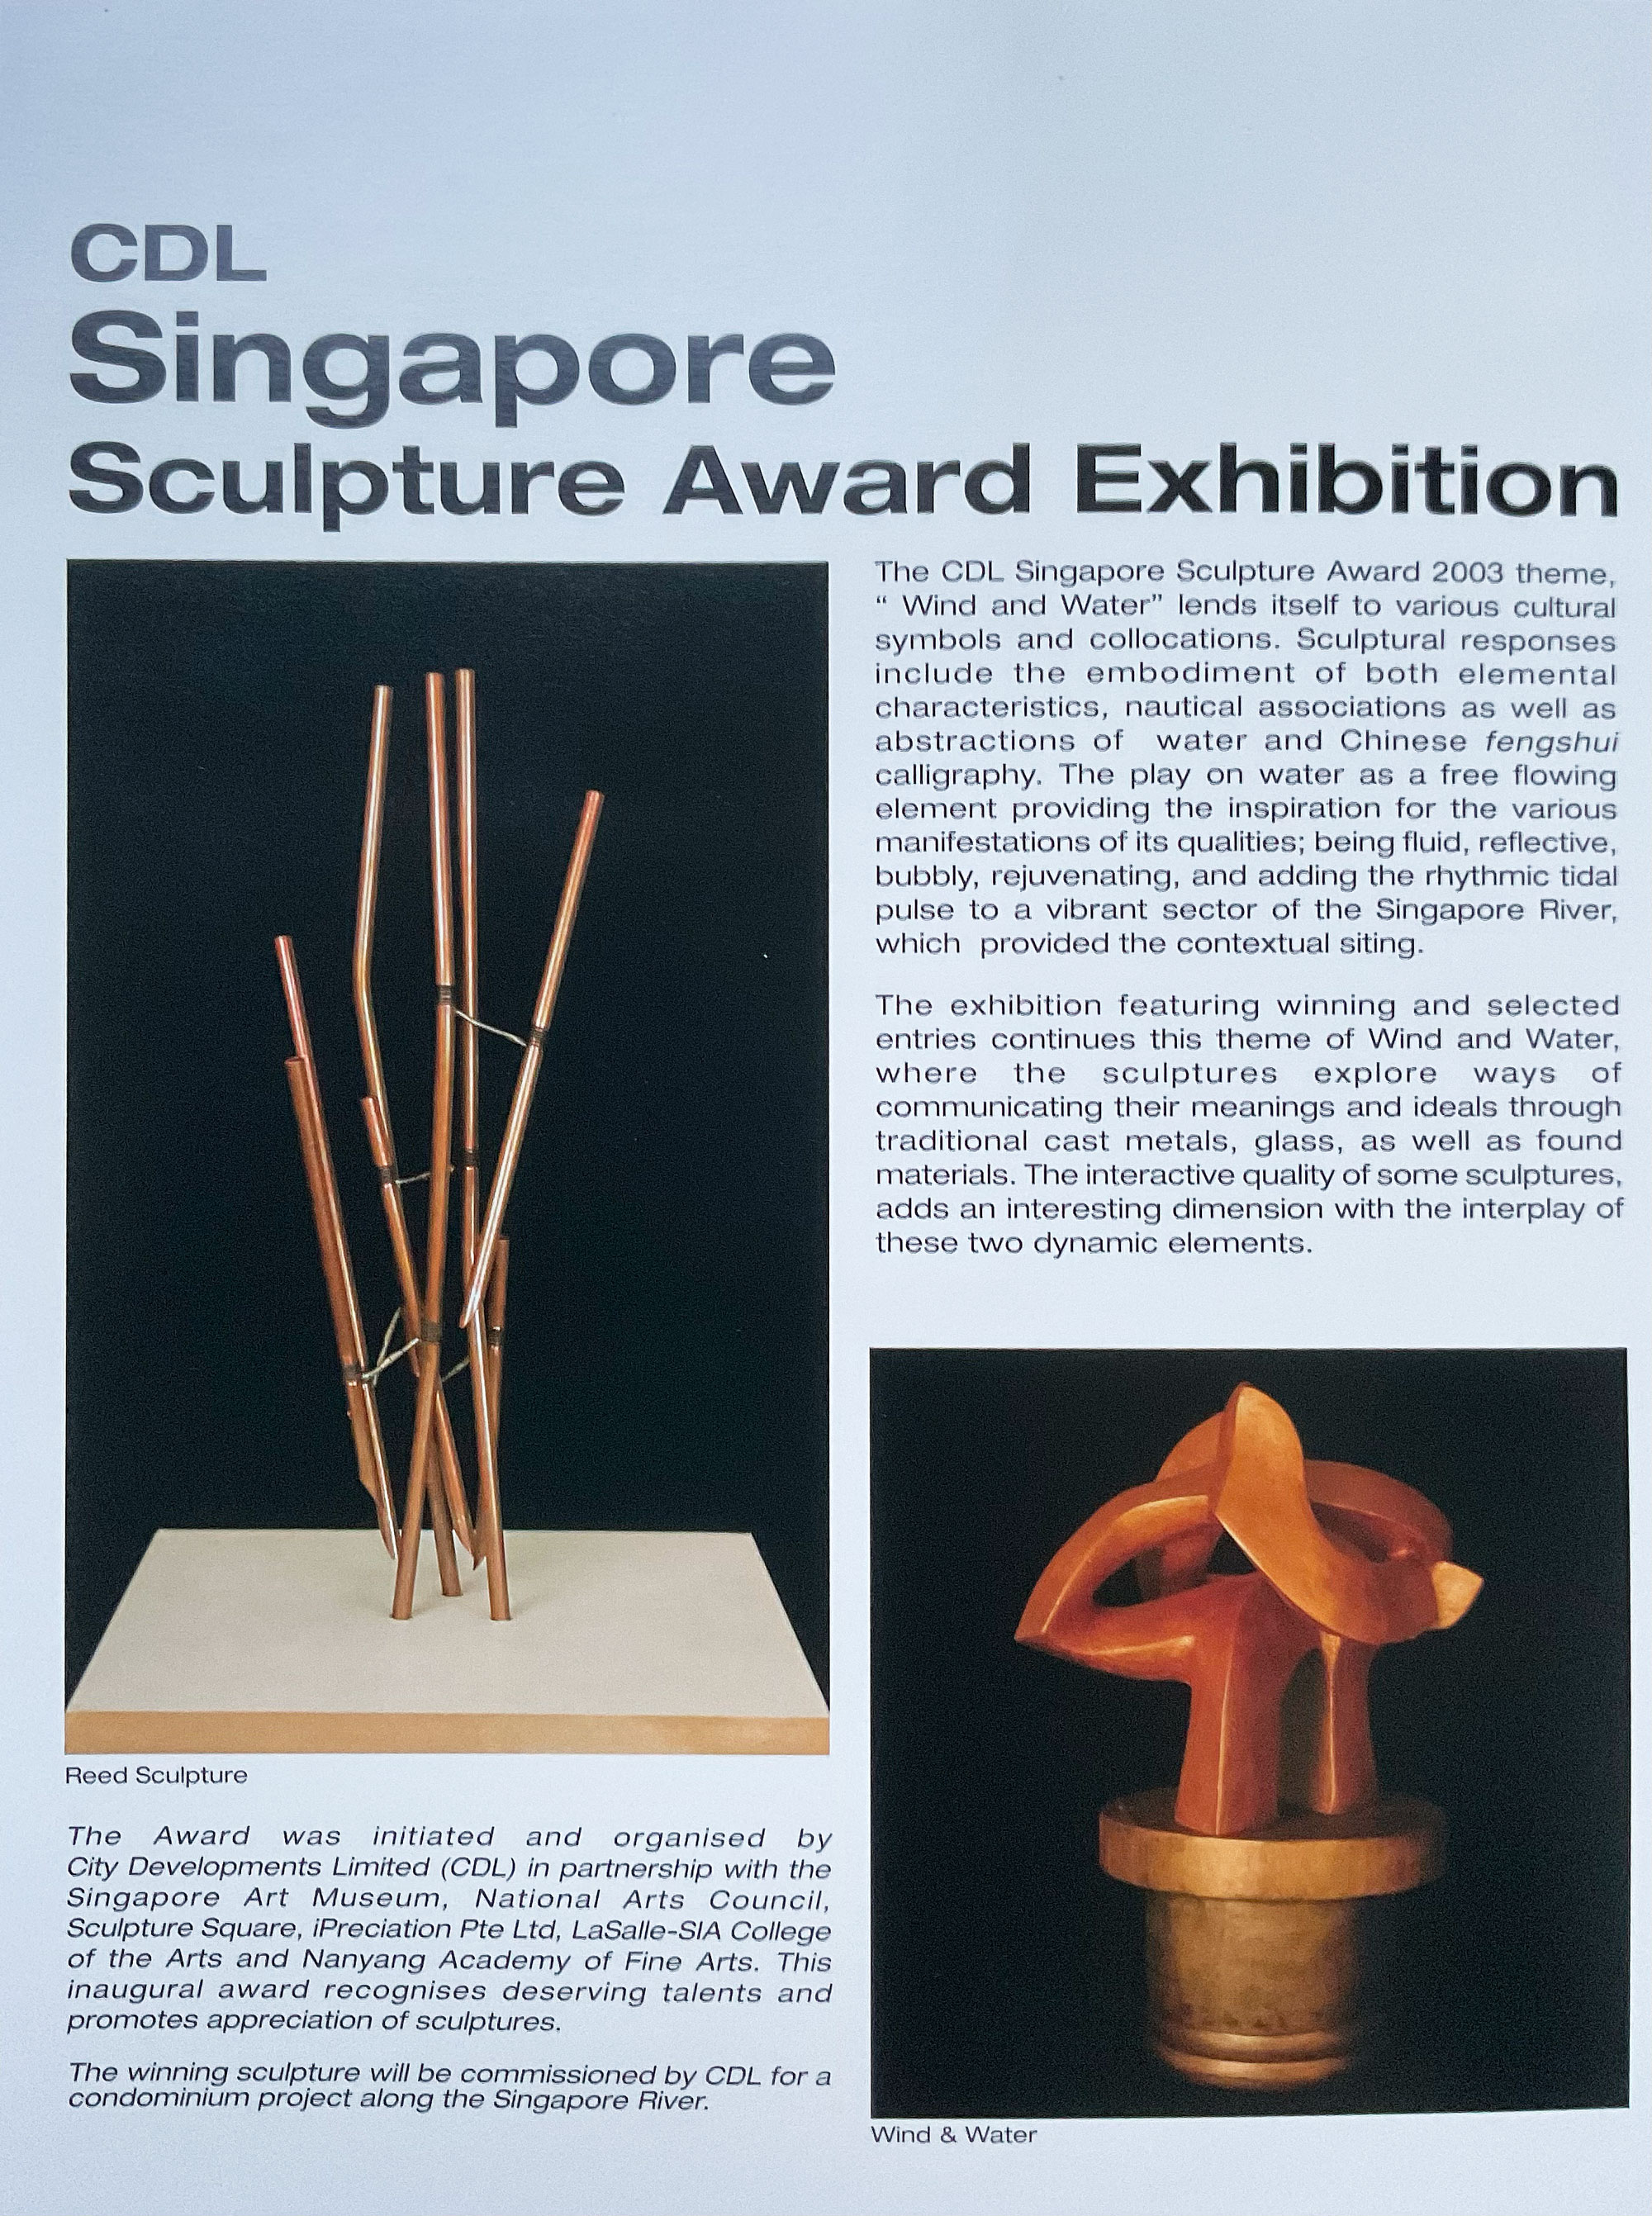 CDL
Singapore
Sculpture Award Exhibition
Reed Sculpture
The Award was initiated and organised by
City Developments Limited (CDL) in partnership with the
Singapore Art Museum, National Arts Council,
Sculpture Square, iPreciation Pte Ltd, LaSalle-SIA College
of the Arts and Nanyang Academy of Fine Arts. This
inaugural award recognises deserving talents and
promotes appreciation of sculptures.
The winning sculpture will be commissioned by CDL for a
condominium project along the Singapore River.
The CDL Singapore Sculpture Award 2003 theme,
“ Wind and Water” lends itself to various cultural
symbols and collocations. Sculptural responses
include the embodiment of both elemental
characteristics, nautical associations as well as
abstractions of water and Chinese fengshui
calligraphy. The play on water as a free flowing
element providing the inspiration for the various
manifestations of its qualities; being fluid, reflective,
bubbly, rejuvenating, and adding the rhythmic tidal
pulse to a vibrant sector of the Singapore River,
which provided the contextual siting.
The exhibition featuring winning and selected
entries continues this theme of Wind and Water,
where the sculptures explore ways of
communicating their meanings and ideals through
traditional cast metals, glass, as well as found
materials. The interactive quality of some sculptures,
adds an interesting dimension with the interplay of
these two dynamic elements.
Wind & Water